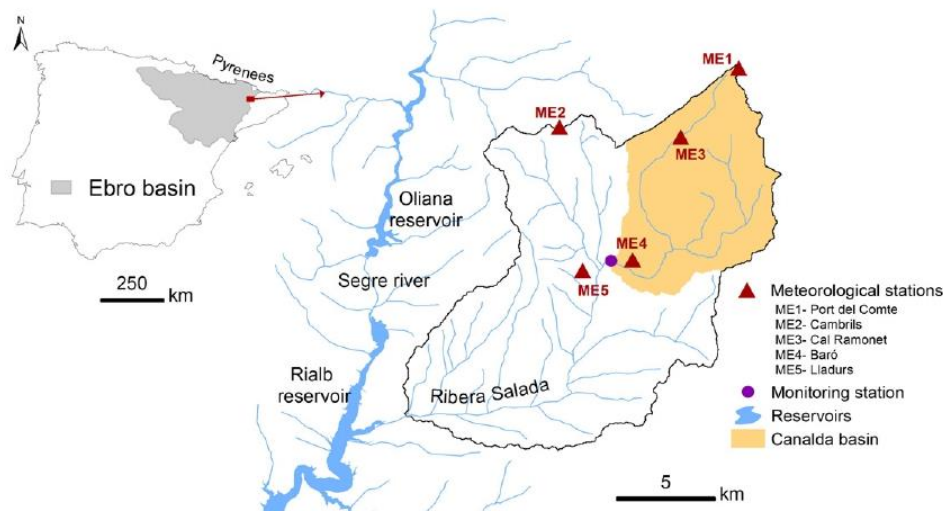 N
Pyrenees
Ebro basin
250
km
ME1
ME2
ME3
ME4
ME5
Oliana
reservoir
Segre river
Rialb
reservoir
Ribera Salada
Meteorological stations
ME1- Port del Comte
ME2- Cambrils
ME3- Cal Ramonet
ME4- Baró
ME5- Lladurs
Monitoring station
Reservoirs
Canalda basin
5
km